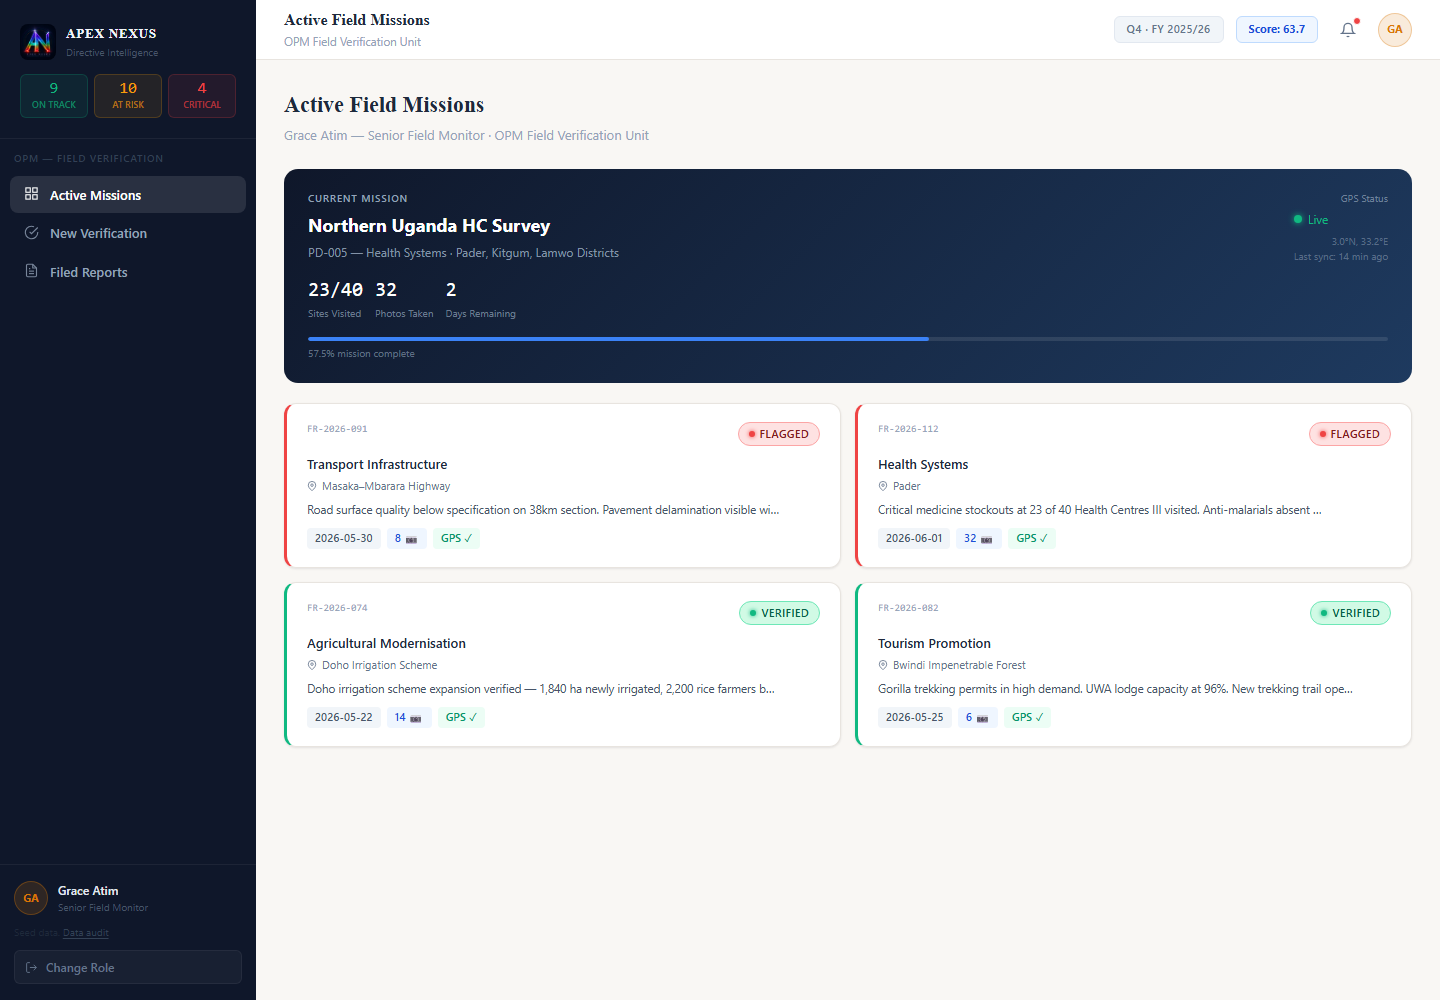 APEX NEXUS
Directive Intelligence
9
ON TRACK
10
AT RISK
4
CRITICAL
OPM — FIELD VERIFICATION
Active Missions
New Verification
Filed Reports
Grace Atim
Senior Field Monitor
GA
Seed data. Data audit
Change Role
Active Field Missions
OPM Field Verification Unit
Q4 · FY 2025/26
Score: 63.7
GA
Active Field Missions
Grace Atim — Senior Field Monitor · OPM Field Verification Unit
CURRENT MISSION
Northern Uganda HC Survey
PD-005 — Health Systems · Pader, Kitgum, Lamwo Districts
GPS Status
Live
3.0°N, 33.2°E
Last sync: 14 min ago
23/40
Sites Visited
32
Photos Taken
2
Days Remaining
57.5% mission complete
FR-2026-091
FLAGGED
Transport Infrastructure
Masaka–Mbarara Highway
Road surface quality below specification on 38km section. Pavement delamination visible wi...
2026-05-30
8
GPS ✓
FR-2026-112
FLAGGED
Health Systems
Pader
Critical medicine stockouts at 23 of 40 Health Centres III visited. Anti-malarials absent ...
2026-06-01
32
GPS ✓
FR-2026-074
VERIFIED
Agricultural Modernisation
Doho Irrigation Scheme
Doho irrigation scheme expansion verified — 1,840 ha newly irrigated, 2,200 rice farmers b...
2026-05-22
14
GPS ✓
FR-2026-082
VERIFIED
Tourism Promotion
Bwindi Impenetrable Forest
Gorilla trekking permits in high demand. UWA lodge capacity at 96%. New trekking trail ope...
2026-05-25
6
GPS ✓